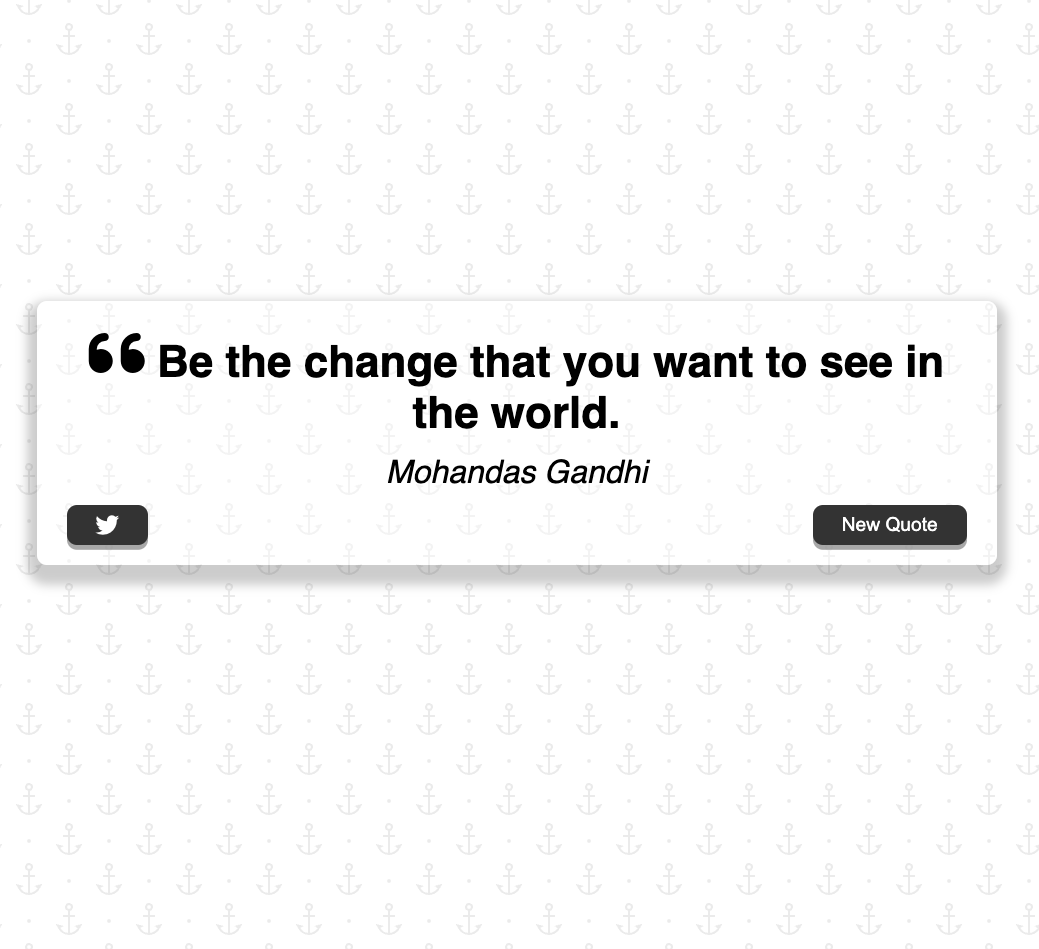 Be the change that you want to see in
the world.
Mohandas Gandhi
New Quote